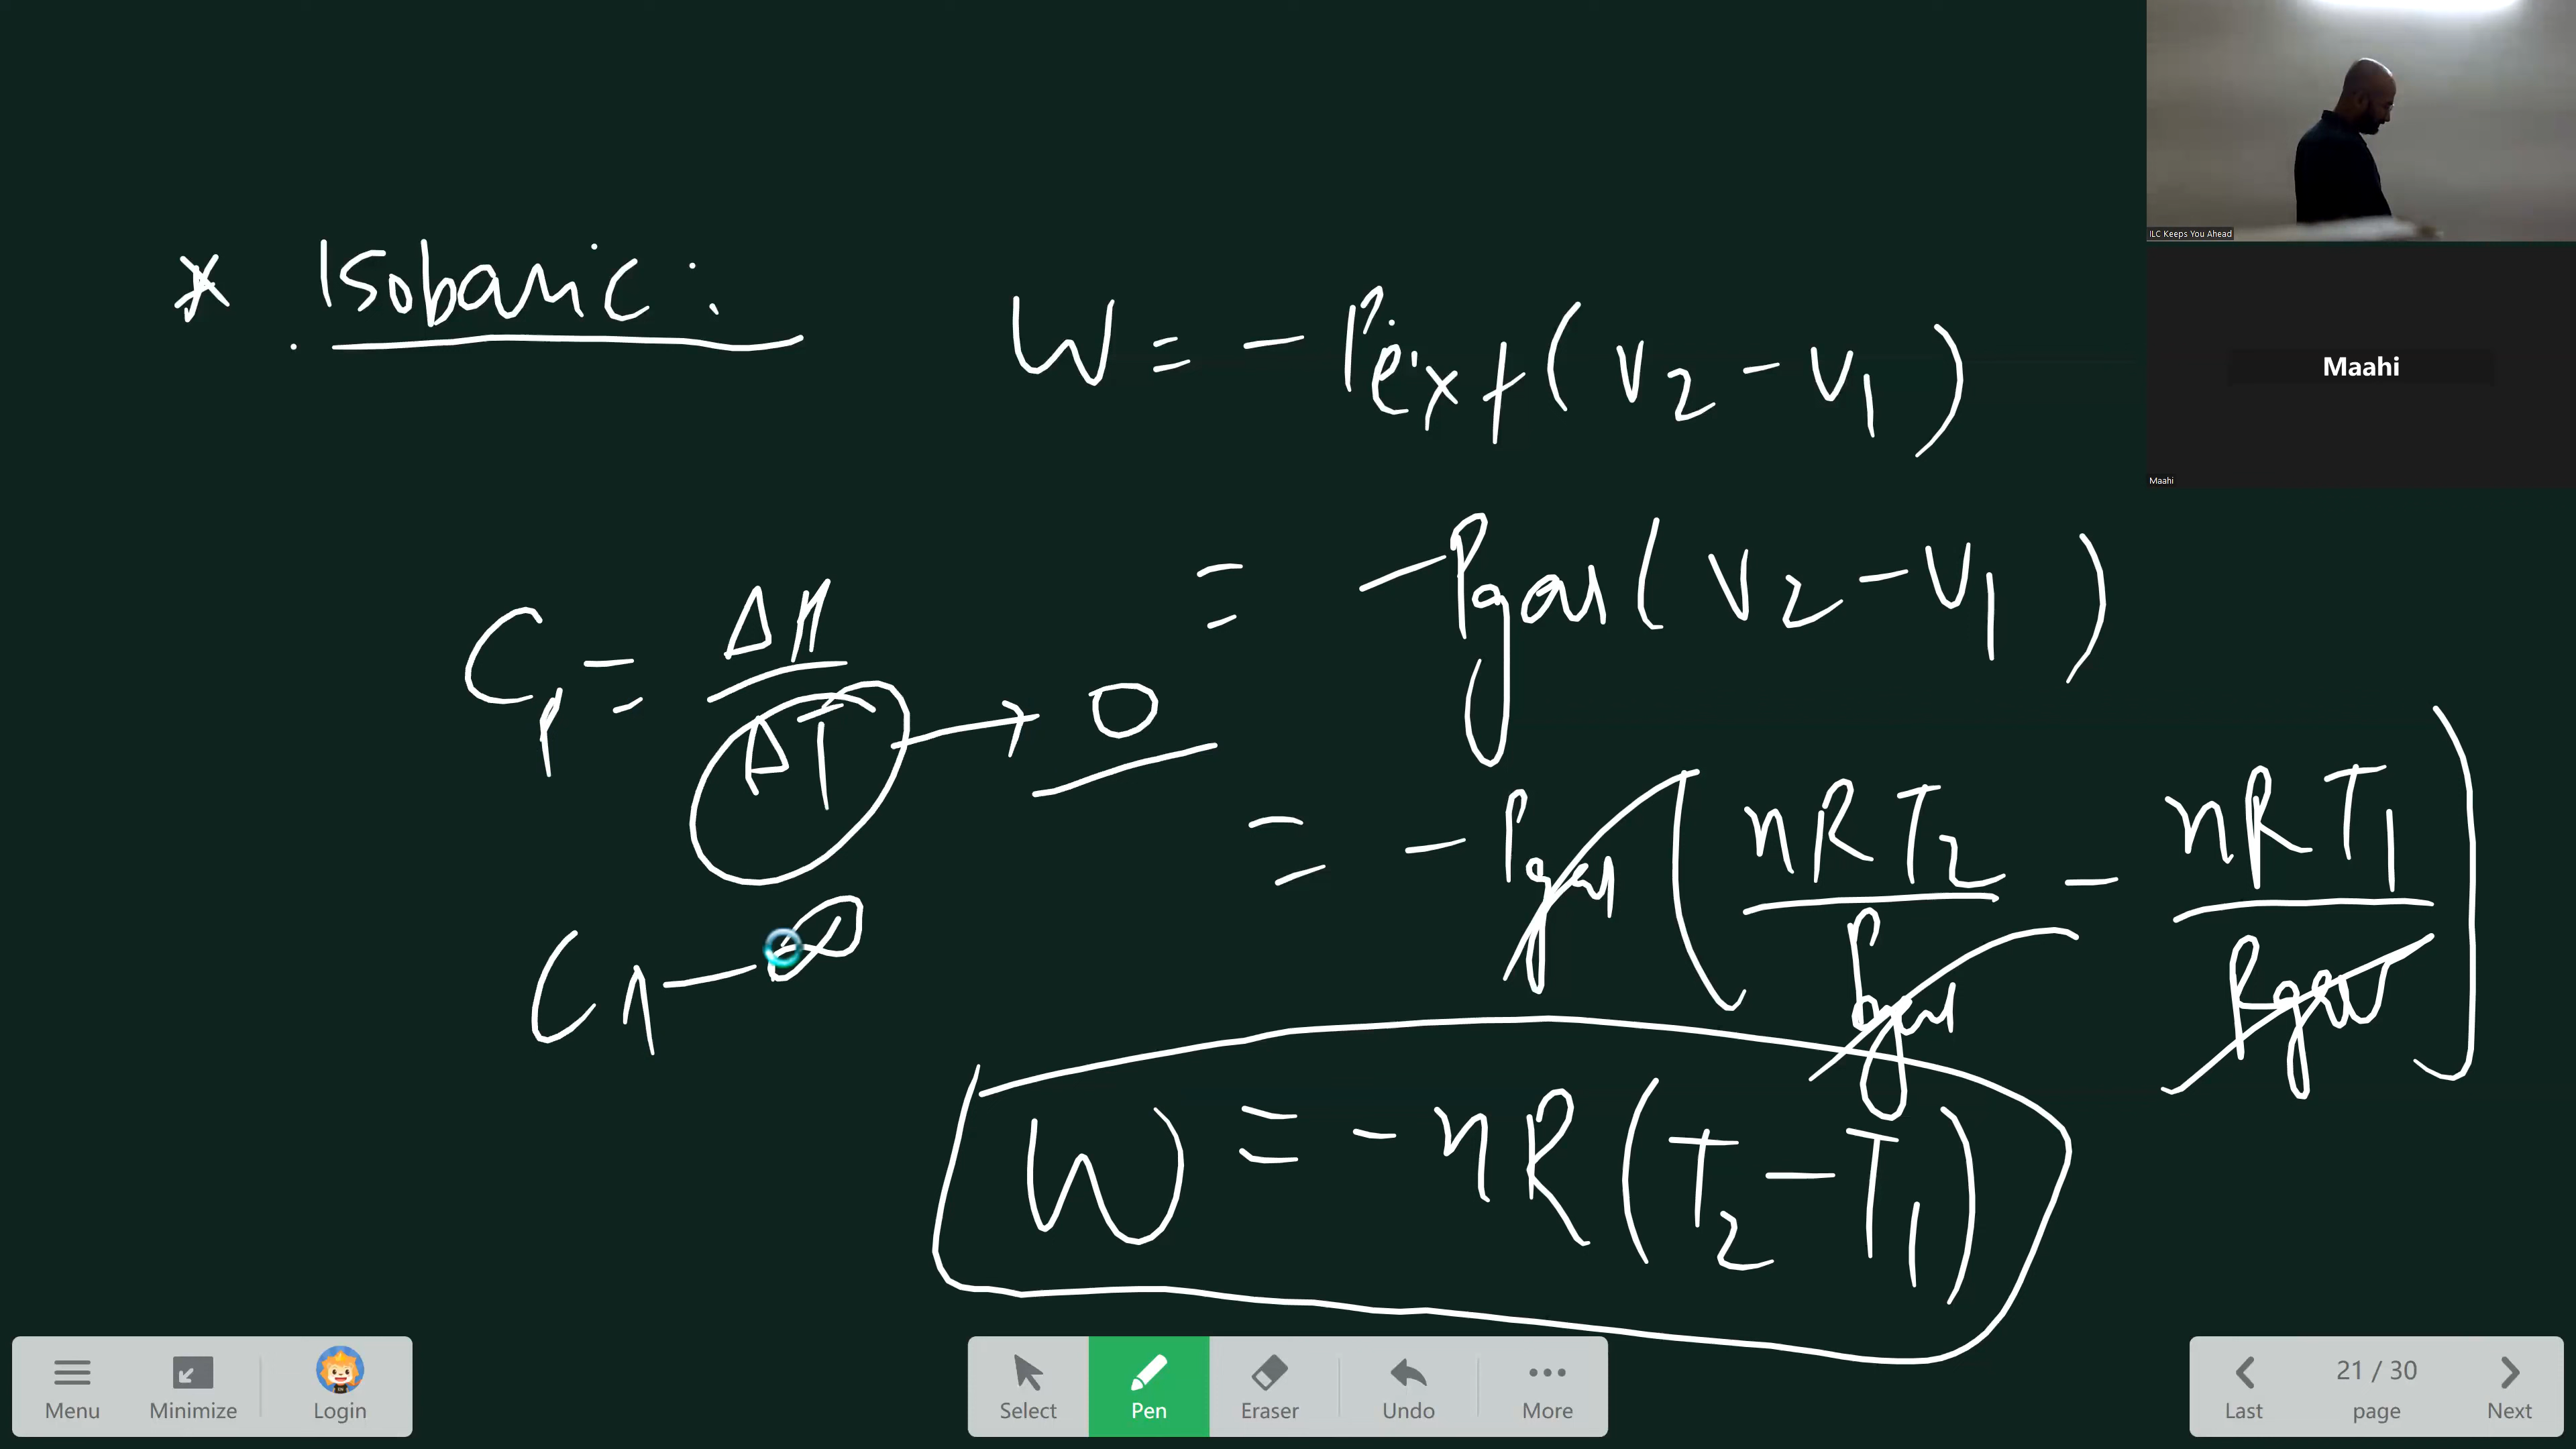 * Isobaric :
W = - Pext ( V2 - V1 )
= - Pgas ( V2 - V1 )
Cp = ΔH / ΔT → 0
= - Pgas ( nRT2 / Pgas - nRT1 / Pgas )
Cp — ∞
W = - nR ( T2 - T1 )
ILC Keeps You Ahead
Maahi
Maahi
Menu Minimize Login
Select Pen Eraser Undo More
21 / 30
Last page Next